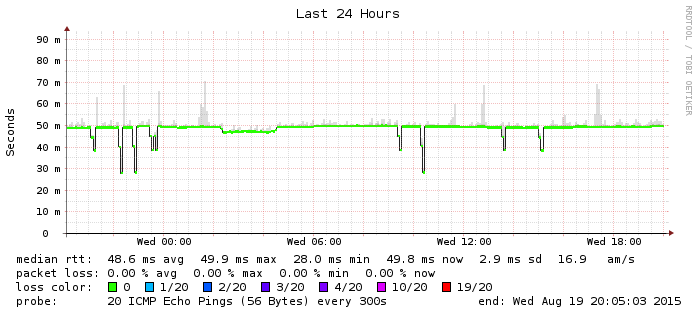 Last 24 Hours
RRDTOOL / TOBI OETIKER
Seconds
90 m
80 m
70 m
60 m
50 m
40 m
30 m
20 m
10 m
0
Wed 00:00 Wed 06:00 Wed 12:00 Wed 18:00
median rtt: 48.6 ms avg 49.9 ms max 28.0 ms min 49.8 ms now 2.9 ms sd 16.9 am/s
packet loss: 0.00 % avg 0.00 % max 0.00 % min 0.00 % now
loss color: 0 1/20 2/20 3/20 4/20 10/20 19/20
probe: 20 ICMP Echo Pings (56 Bytes) every 300s end: Wed Aug 19 20:05:03 2015